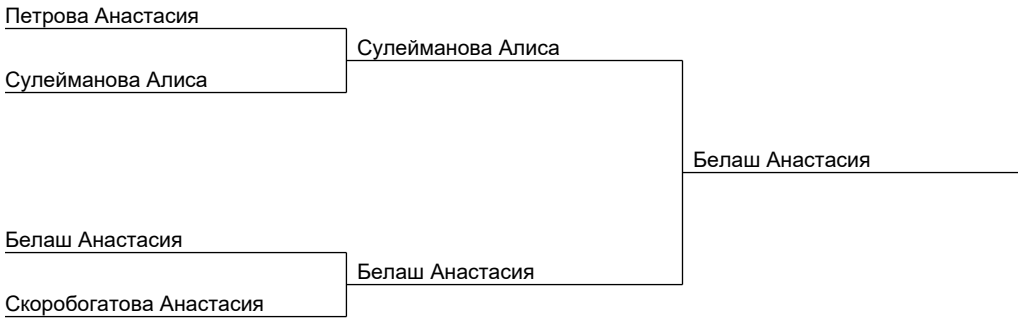 Петрова Анастасия
Сулейманова Алиса
Сулейманова Алиса
Белаш Анастасия
Белаш Анастасия
Белаш Анастасия
Скоробогатова Анастасия